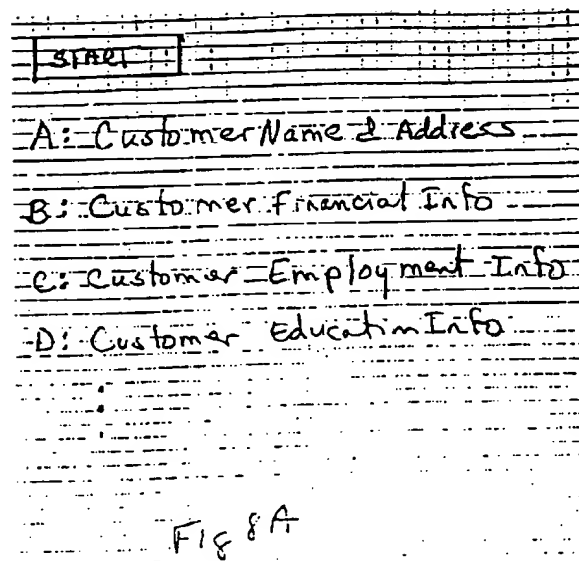 START
A: Customer Name & Address
B: Customer Financial Info
C: Customer Employment Info
D: Customer Education Info
Fig 8A